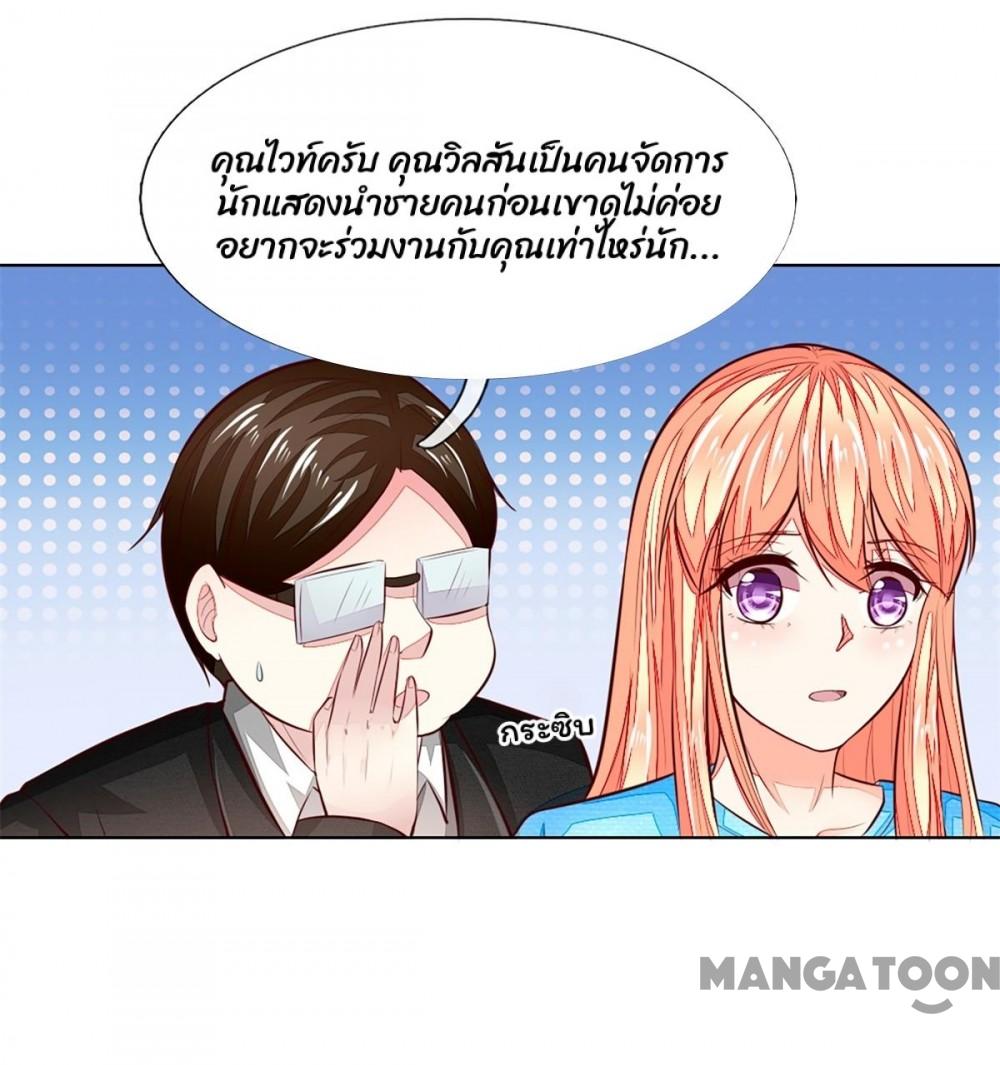 คุณไวท์ครับ คุณวิลสันเป็นคนจัดการ
นักแสดงนำชายคนก่อนเขาดูไม่ค่อย
อยากจะร่วมงานกับคุณเท่าไหร่นัก...
กระซิบ
MANGATOON